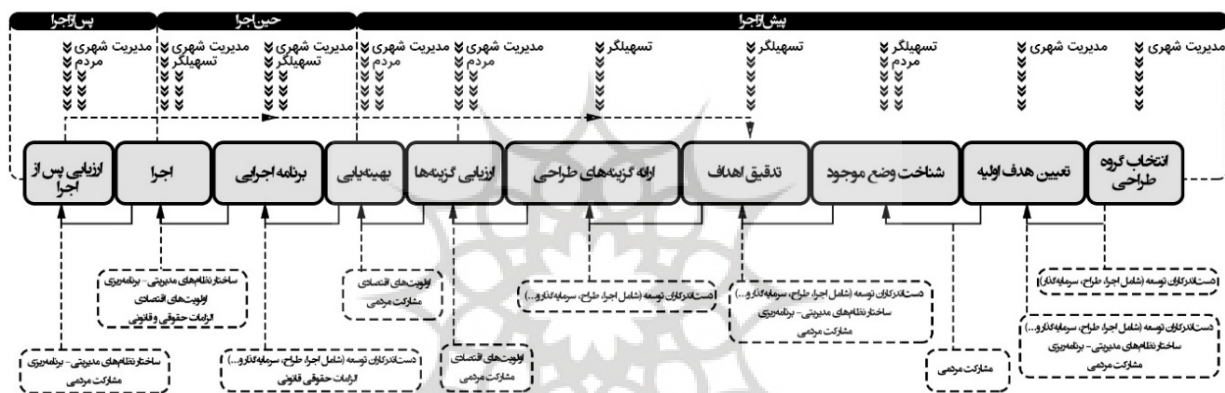 پیش‌از‌اجرا
حین‌اجرا
پس‌از‌اجرا
مدیریت شهری
مدیریت شهری
تسهیلگر
مردم
تسهیلگر
تسهیلگر
مدیریت شهری
مردم
مدیریت شهری
مردم
مدیریت شهری
تسهیلگر
مدیریت شهری
تسهیلگر
مدیریت شهری
مردم
انتخاب گروه
طراحی
تعیین هدف اولیه
شناخت وضع موجود
تدقیق اهداف
ارائه گزینه‌های طراحی
ارزیابی گزینه‌ها
بهینه‌یابی
برنامه اجرایی
اجرا
ارزیابی پس از
اجرا
دست‌اندرکاران توسعه (شامل اجرا، طراح، سرمایه‌گذار)
دست‌اندرکاران توسعه (شامل اجرا، طراح، سرمایه‌گذار و...)
ساختار نظام‌های مدیریتی- برنامه‌ریزی
مشارکت مردمی
مشارکت مردمی
دست‌اندرکاران توسعه (شامل اجرا، طراح، سرمایه‌گذار و...)
ساختار نظام‌های مدیریتی- برنامه‌ریزی
مشارکت مردمی
دست‌اندرکاران توسعه (شامل اجرا، طراح، سرمایه‌گذار و...)
اولویت‌های اقتصادی
مشارکت مردمی
اولویت‌های اقتصادی
مشارکت مردمی
دست‌اندرکاران توسعه (شامل اجرا، طراح، سرمایه‌گذار و...)
الزامات حقوقی قانونی
ساختار نظام‌های مدیریتی- برنامه‌ریزی
اولویت‌های اقتصادی
الزامات حقوقی و قانونی
ساختار نظام‌های مدیریتی- برنامه‌ریزی
مشارکت مردمی